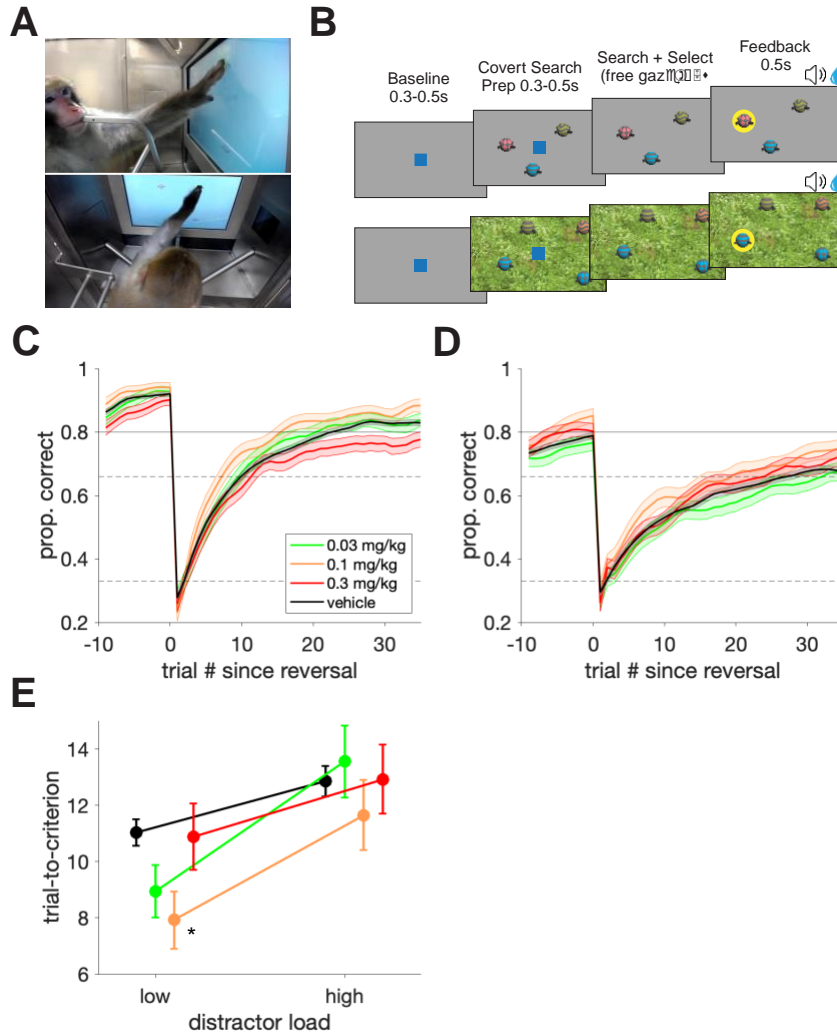 A
B
Baseline
0.3-0.5s
Covert Search
Prep 0.3-0.5s
Search + Select
(free gaz
Feedback
0.5s
C
1
0.8
0.6
0.4
0.2
prop. correct
-10
0
10
20
30
trial # since reversal
0.03 mg/kg
0.1 mg/kg
0.3 mg/kg
vehicle
D
1
0.8
0.6
0.4
0.2
prop. correct
-10
0
10
20
30
trial # since reversal
E
14
12
10
8
6
trial-to-criterion
*
low
high
distractor load